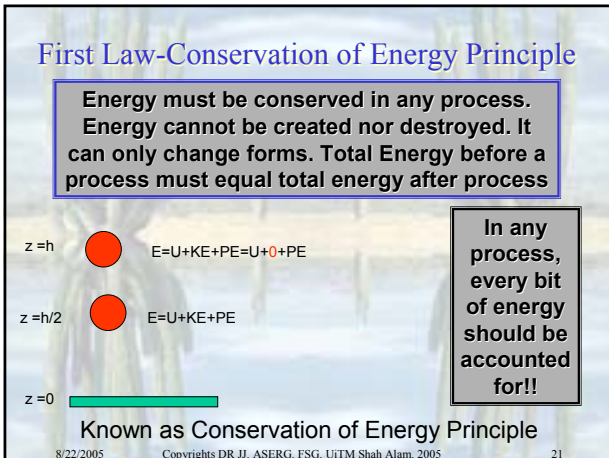 First Law-Conservation of Energy Principle
Energy must be conserved in any process.
Energy cannot be created nor destroyed. It
can only change forms. Total Energy before a
process must equal total energy after process
z =h
E=U+KE+PE=U+0+PE
z =h/2
E=U+KE+PE
In any
process,
every bit
of energy
should be
accounted
for!!
z =0
Known as Conservation of Energy Principle
8/22/2005 Copyrights DR JJ, ASERG, FSG, UiTM Shah Alam, 2005 21